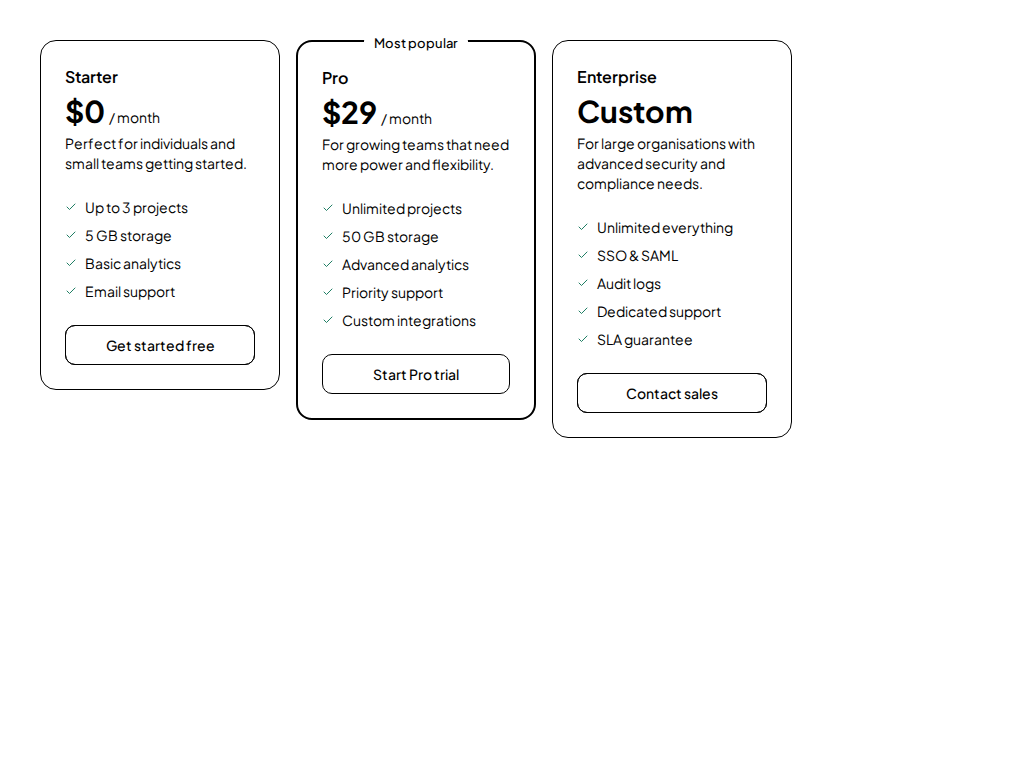 Starter
$0 / month
Perfect for individuals and
small teams getting started.
Up to 3 projects
5 GB storage
Basic analytics
Email support
Get started free
Most popular
Pro
$29 / month
For growing teams that need
more power and flexibility.
Unlimited projects
50 GB storage
Advanced analytics
Priority support
Custom integrations
Start Pro trial
Enterprise
Custom
For large organisations with
advanced security and
compliance needs.
Unlimited everything
SSO & SAML
Audit logs
Dedicated support
SLA guarantee
Contact sales